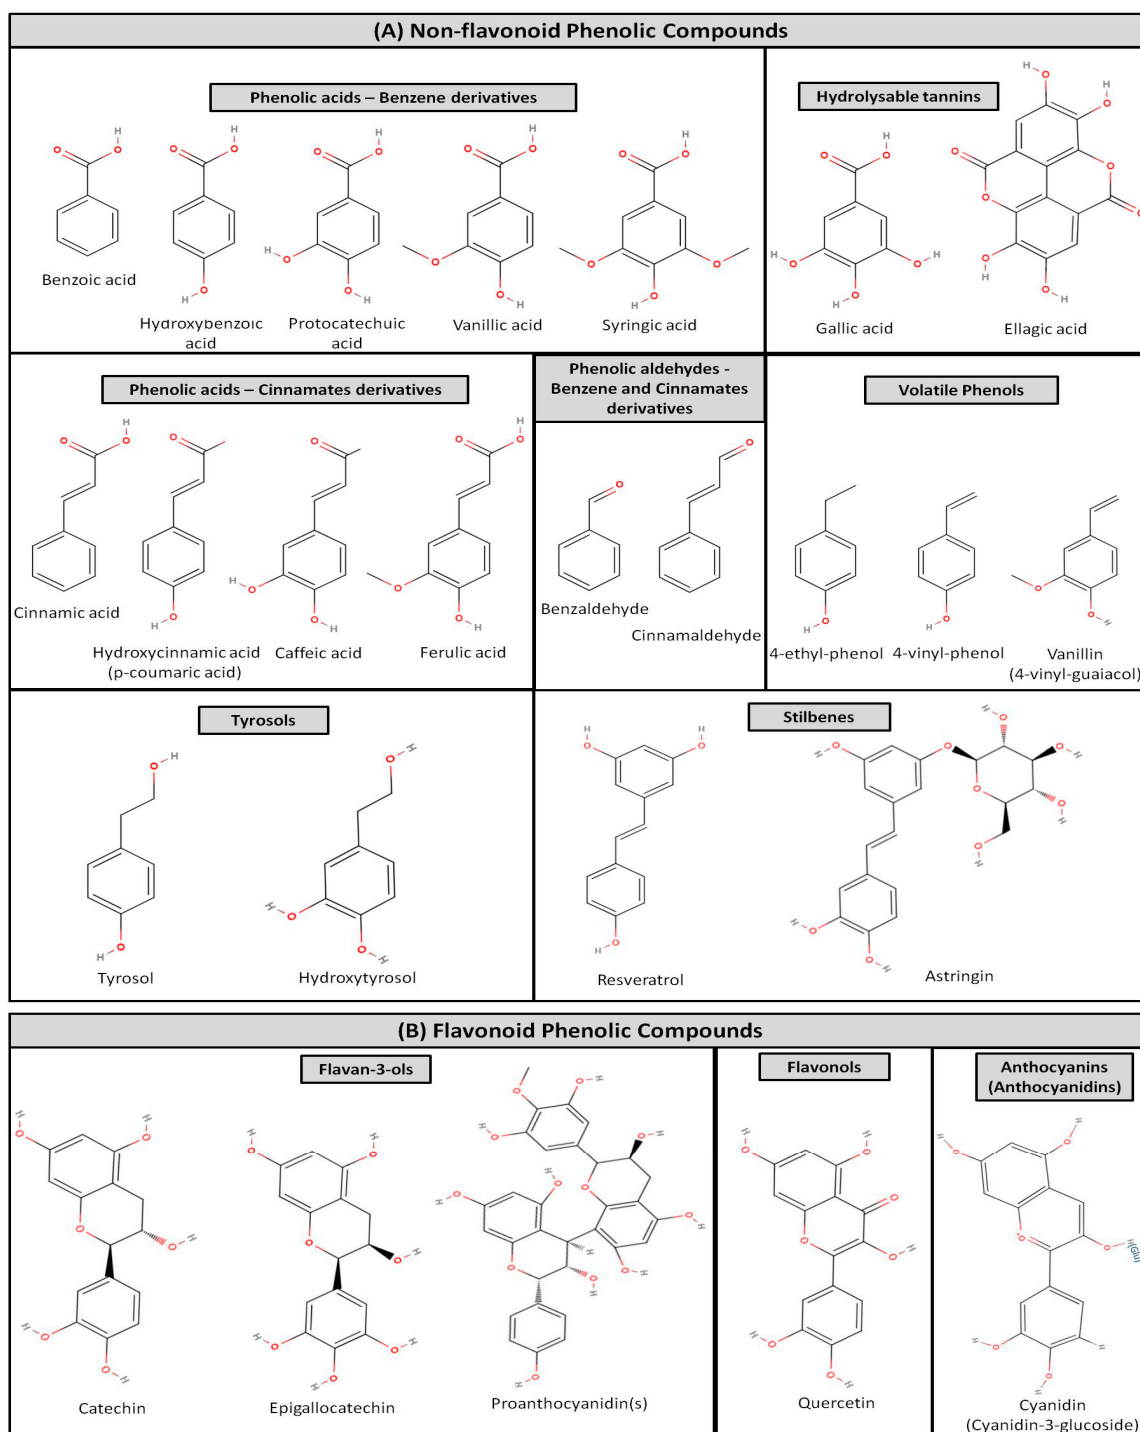 (A) Non-flavonoid Phenolic Compounds
Phenolic acids – Benzene derivatives
Benzoic acid
Hydroxybenzoic
acid
Protocatechuic
acid
Vanillic acid
Syringic acid
Hydrolysable tannins
Gallic acid
Ellagic acid
Phenolic acids – Cinnamates derivatives
Cinnamic acid
Hydroxycinnamic acid
(p-coumaric acid)
Caffeic acid
Ferulic acid
Phenolic aldehydes -
Benzene and Cinnamates
derivatives
Benzaldehyde
Cinnamaldehyde
Volatile Phenols
4-ethyl-phenol
4-vinyl-phenol
Vanillin
(4-vinyl-guaiacol)
Tyrosols
Tyrosol
Hydroxytyrosol
Stilbenes
Resveratrol
Astringin
(B) Flavonoid Phenolic Compounds
Flavan-3-ols
Catechin
Epigallocatechin
Proanthocyanidin(s)
Flavonols
Quercetin
Anthocyanins
(Anthocyanidins)
(Glu)
Cyanidin
(Cyanidin-3-glucoside)